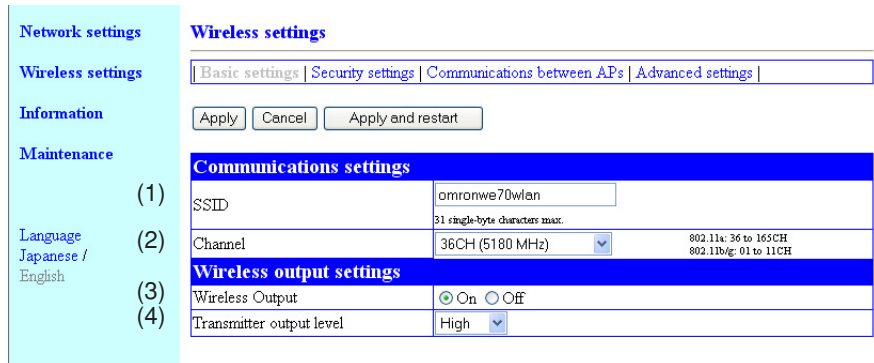 Network settings
Wireless settings
Information
Maintenance
Language
Japanese /
English
Wireless settings
| Basic settings | Security settings | Communications between APs | Advanced settings |
Apply Cancel Apply and restart
Communications settings
(1) SSID omronwe70wlan
31 single-byte characters max.
(2) Channel 36CH (5180 MHz) 802.11a: 36 to 165CH
802.11b/g: 01 to 11CH
Wireless output settings
(3) Wireless Output On Off
(4) Transmitter output level High